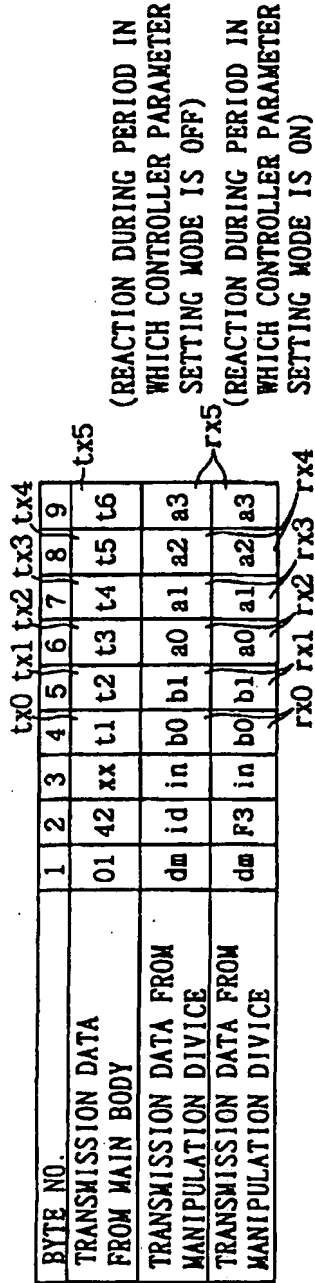 tx0 tx1 tx2 tx3 tx4
BYTE NO. 1 2 3 4 5 6 7 8 9
tx5
TRANSMISSION DATA
FROM MAIN BODY
01 42 xx t1 t2 t3 t4 t5 t6
TRANSMISSION DATA FROM
MANIPULATION DIVICE
dm id in b0 b1 a0 a1 a2 a3
(REACTION DURING PERIOD IN
WHICH CONTROLLER PARAMETER
SETTING MODE IS OFF)
rx5
TRANSMISSION DATA FROM
MANIPULATION DIVICE
dm F3 in b0 b1 a0 a1 a2 a3
(REACTION DURING PERIOD IN
WHICH CONTROLLER PARAMETER
SETTING MODE IS ON)
rx0 rx1 rx2 rx3 rx4